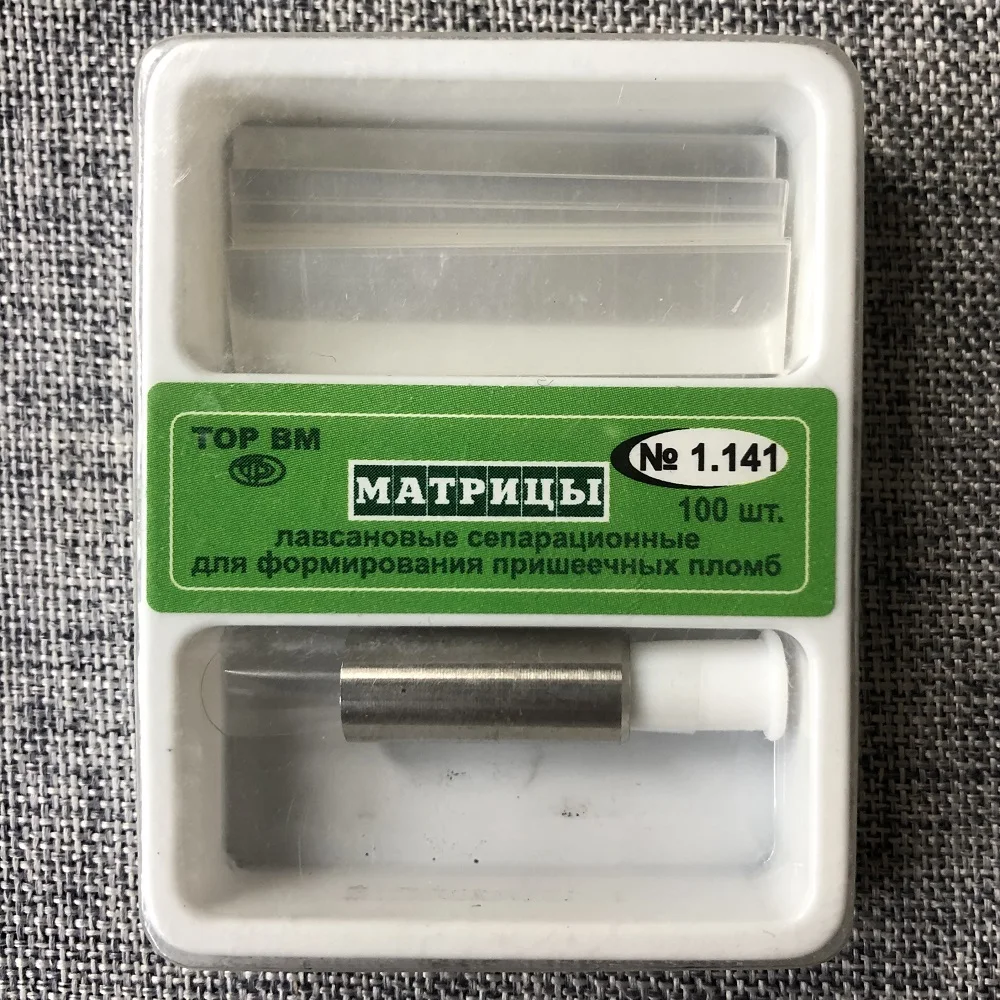 ТОР ВМ
№ 1.141
МАТРИЦЫ
100 шт.
лавсановые сепарационные
для формирования пришеечных пломб